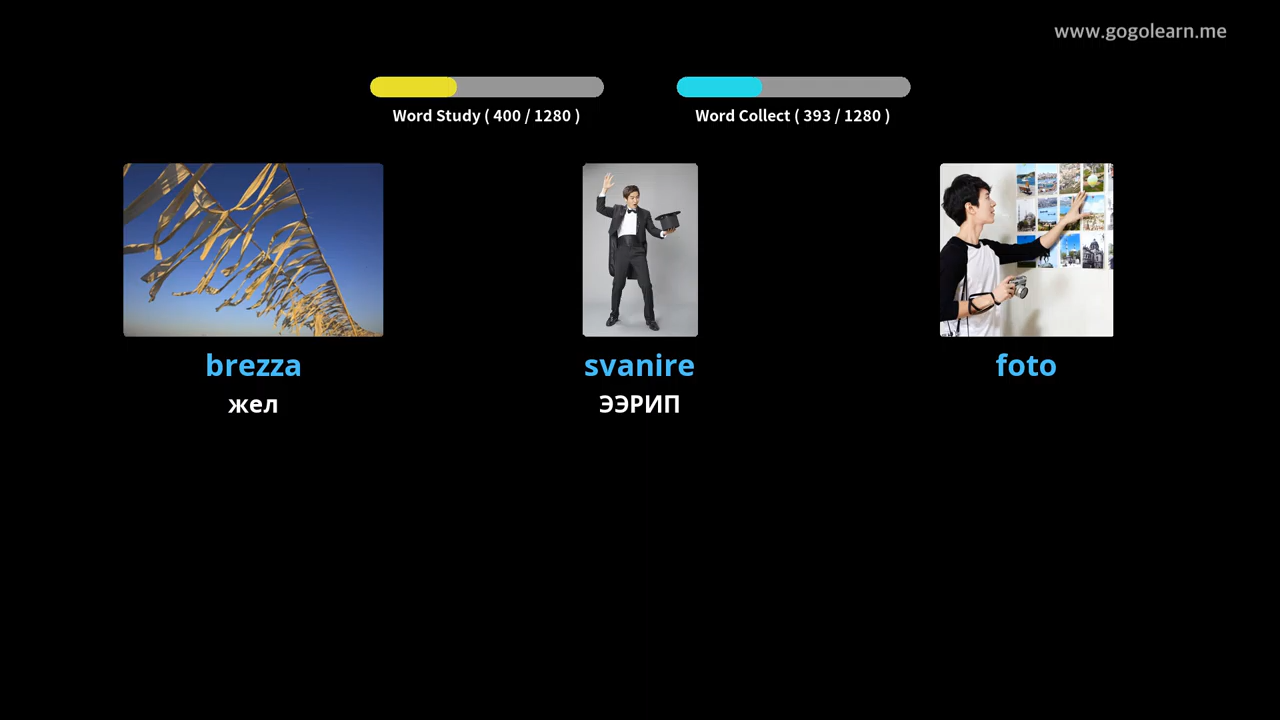 www.gogolearn.me
Word Study ( 400 / 1280 )
Word Collect ( 393 / 1280 )
brezza
svanire
foto
жел
ЭЭРИП